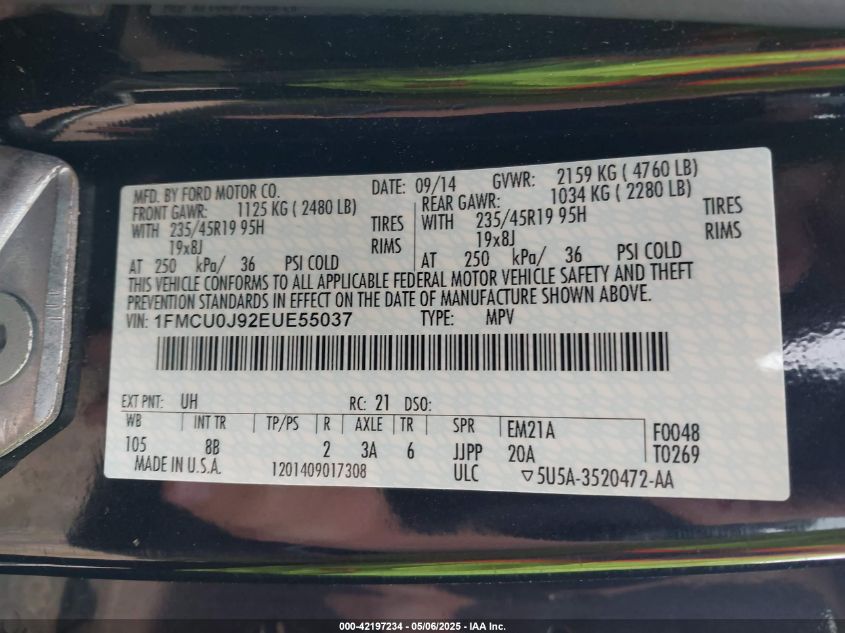 MFD. BY FORD MOTOR CO. DATE: 09/14 GVWR: 2159 KG ( 4760 LB)
FRONT GAWR: 1125 KG ( 2480 LB) REAR GAWR: 1034 KG ( 2280 LB)
WITH 235/45R19 95H TIRES WITH 235/45R19 95H TIRES
19x8J RIMS 19x8J RIMS
AT 250 kPa/ 36 PSI COLD AT 250 kPa/ 36 PSI COLD
THIS VEHICLE CONFORMS TO ALL APPLICABLE FEDERAL MOTOR VEHICLE SAFETY AND THEFT
PREVENTION STANDARDS IN EFFECT ON THE DATE OF MANUFACTURE SHOWN ABOVE.
VIN: 1FMCU0J92EUE55037 TYPE: MPV
EXT PNT: UH RC: 21 DSO:
WB INT TR TP/PS R AXLE TR SPR EM21A F0048
105 8B 2 3A 6 JJPP 20A T0269
MADE IN U.S.A. 1201409017308 ULC ▽5U5A-3520472-AA
000-42197234 - 05/06/2025 - IAA Inc.